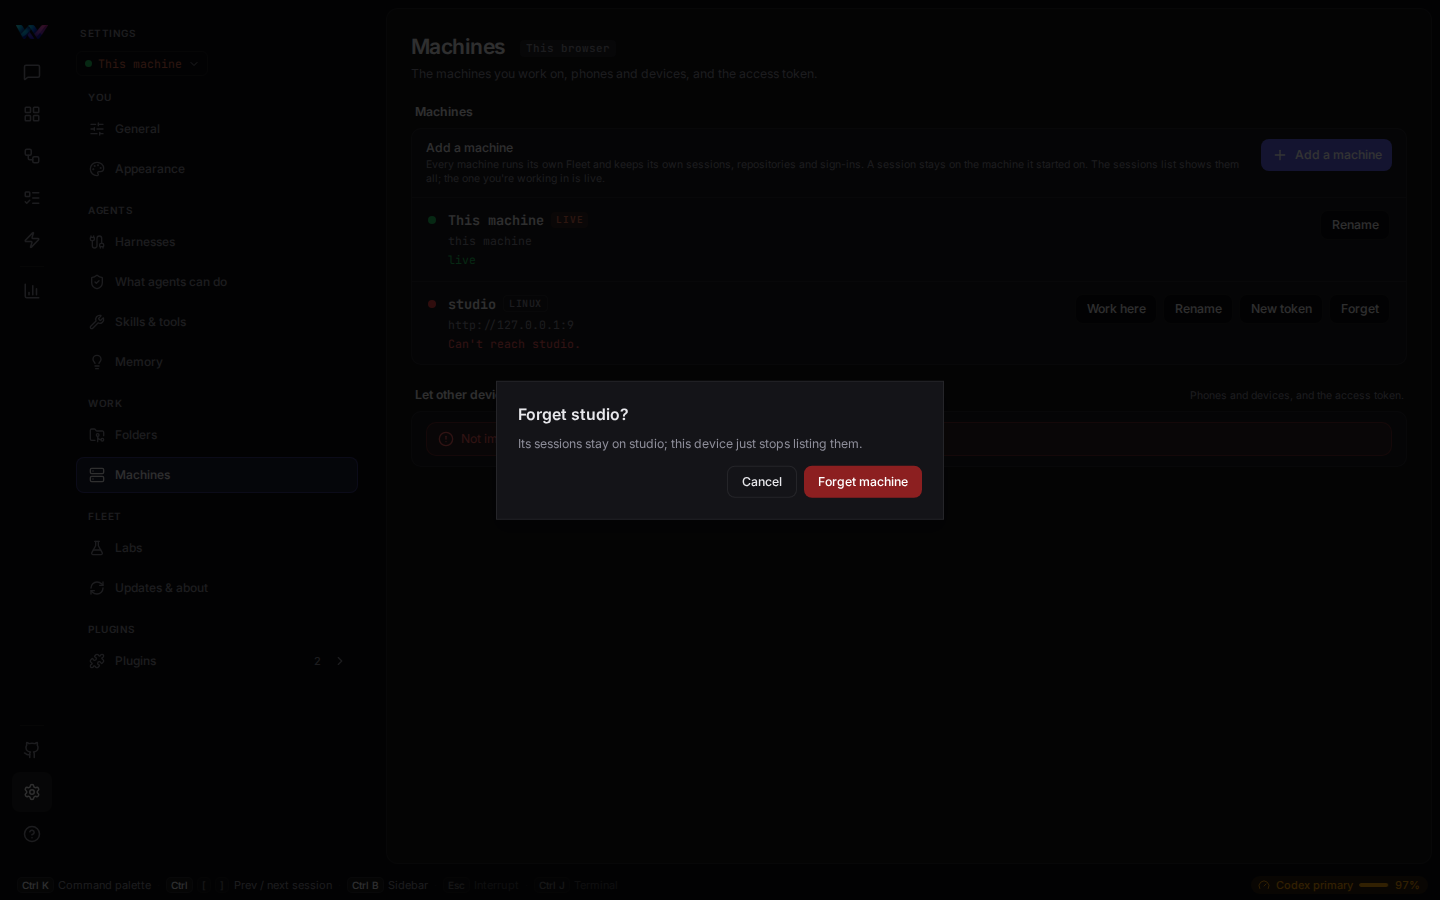 SETTINGS
This machine
YOU
General
Appearance
AGENTS
Harnesses
What agents can do
Skills & tools
Memory
WORK
Folders
Machines
FLEET
Labs
Updates & about
PLUGINS
Plugins 2
Machines This browser
The machines you work on, phones and devices, and the access token.
Machines
Add a machine
Every machine runs its own Fleet and keeps its own sessions, repositories and sign-ins. A session stays on the machine it started on. The sessions list shows them
all; the one you're working in is live.
Add a machine
This machine LIVE
this machine
live
Rename
studio LINUX
http://127.0.0.1:9
Can't reach studio.
Work here Rename New token Forget
Let other devi
Phones and devices, and the access token.
Not im
Forget studio?
Its sessions stay on studio; this device just stops listing them.
Cancel Forget machine
Ctrl K Command palette Ctrl [ ] Prev / next session Ctrl B Sidebar Esc Interrupt Ctrl J Terminal
Codex primary 97%